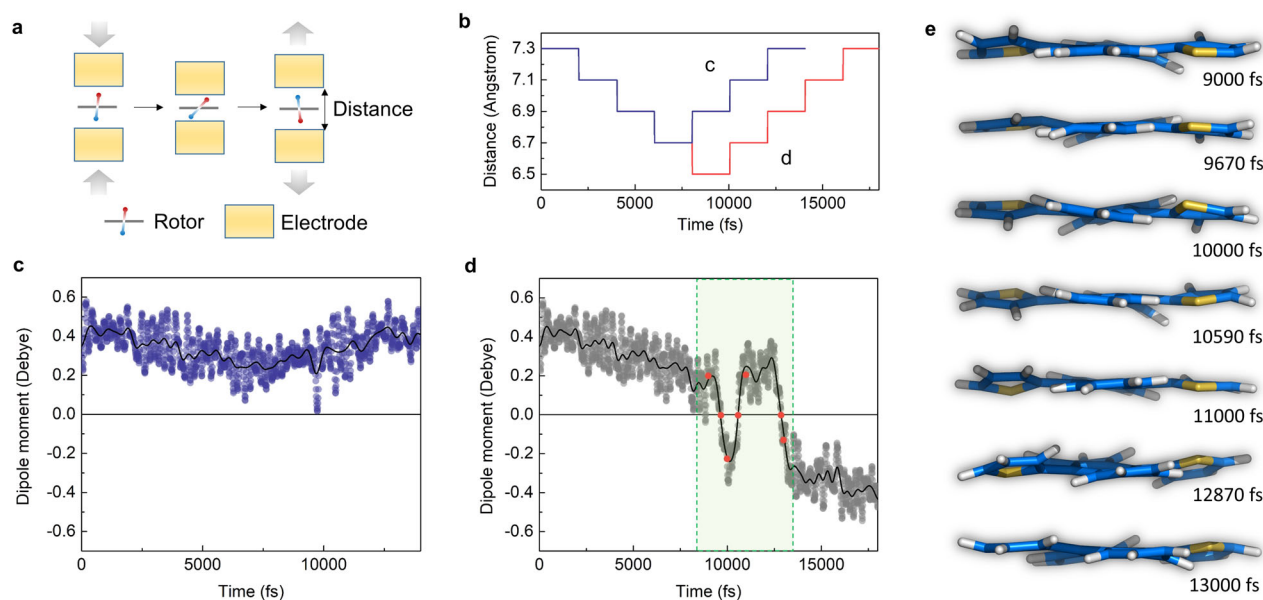 a
Distance
Rotor
Electrode
b
Distance (Angstrom)
7.3
7.1
6.9
6.7
6.5
c
d
0
5000
10000
15000
Time (fs)
c
Dipole moment (Debye)
0.6
0.4
0.2
0.0
-0.2
-0.4
-0.6
0
5000
10000
Time (fs)
d
Dipole moment (Debye)
0.6
0.4
0.2
0.0
-0.2
-0.4
-0.6
0
5000
10000
15000
Time (fs)
e
9000 fs
9670 fs
10000 fs
10590 fs
11000 fs
12870 fs
13000 fs